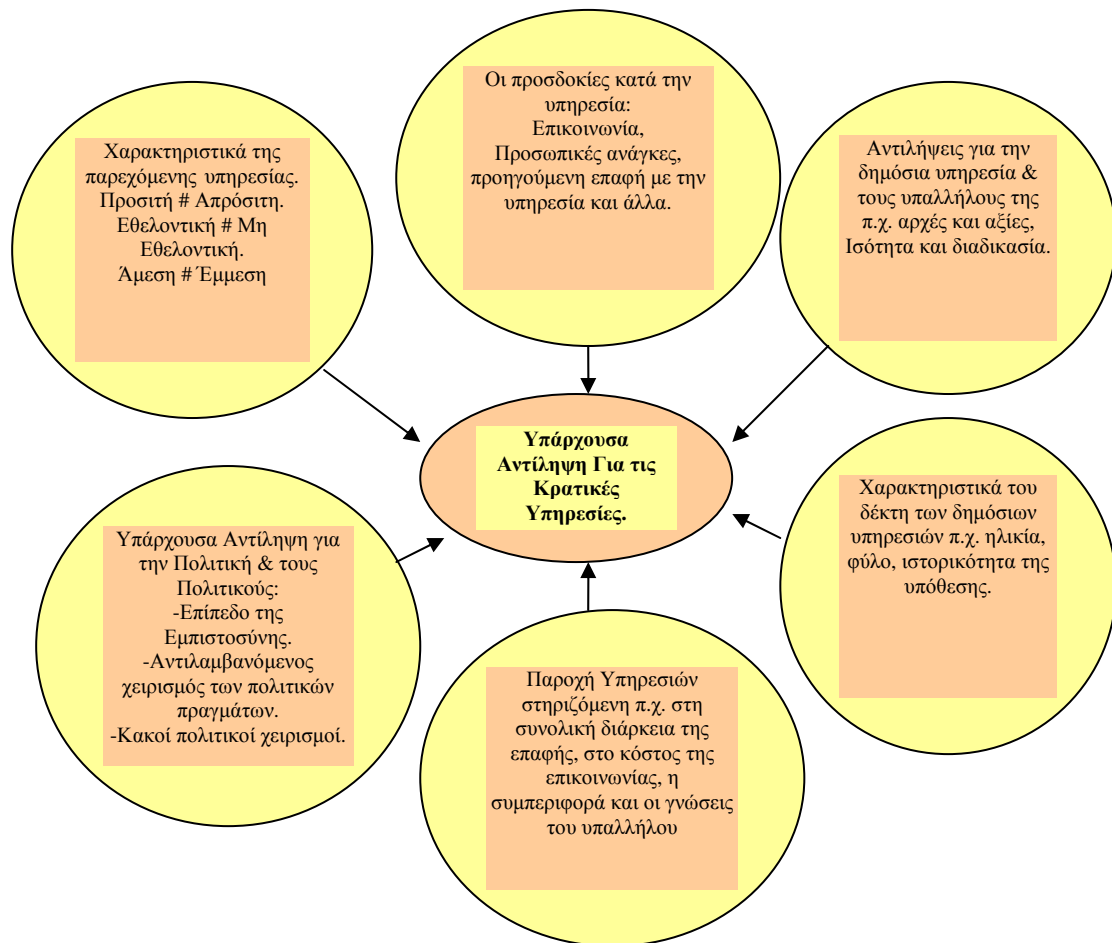 Οι προσδοκίες κατά την
υπηρεσία:
Επικοινωνία,
Προσωπικές ανάγκες,
προηγούμενη επαφή με την
υπηρεσία και άλλα.
Χαρακτηριστικά της
παρεχόμενης υπηρεσίας.
Προσιτή # Απρόσιτη.
Εθελοντική # Μη
Εθελοντική.
Άμεση # Έμμεση
Αντιλήψεις για την
δημόσια υπηρεσία &
τους υπαλλήλους της
π.χ. αρχές και αξίες,
Ισότητα και διαδικασία.
Υπάρχουσα
Αντίληψη Για τις
Κρατικές
Υπηρεσίες.
Χαρακτηριστικά του
δέκτη των δημόσιων
υπηρεσιών π.χ. ηλικία,
φύλο, ιστορικότητα της
υπόθεσης.
Υπάρχουσα Αντίληψη για
την Πολιτική & τους
Πολιτικούς:
-Επίπεδο της
Εμπιστοσύνης.
-Αντιλαμβανόμενος
χειρισμός των πολιτικών
πραγμάτων.
-Κακοί πολιτικοί χειρισμοί.
Παροχή Υπηρεσιών
στηριζόμενη π.χ. στη
συνολική διάρκεια της
επαφής, στο κόστος της
επικοινωνίας, η
συμπεριφορά και οι γνώσεις
του υπαλλήλου